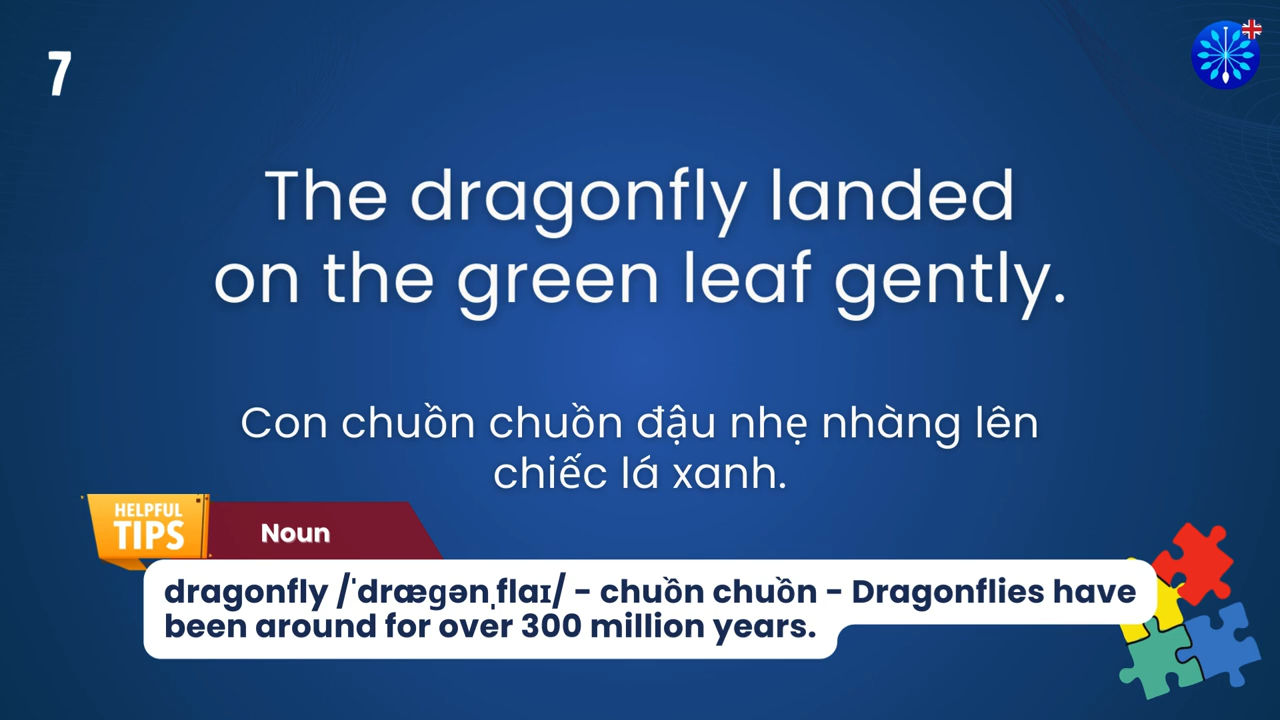 7
The dragonfly landed
on the green leaf gently.
Con chuồn chuồn đậu nhẹ nhàng lên
chiếc lá xanh.
HELPFUL
TIPS
Noun
dragonfly /ˈdræɡənˌflaɪ/ - chuồn chuồn - Dragonflies have
been around for over 300 million years.